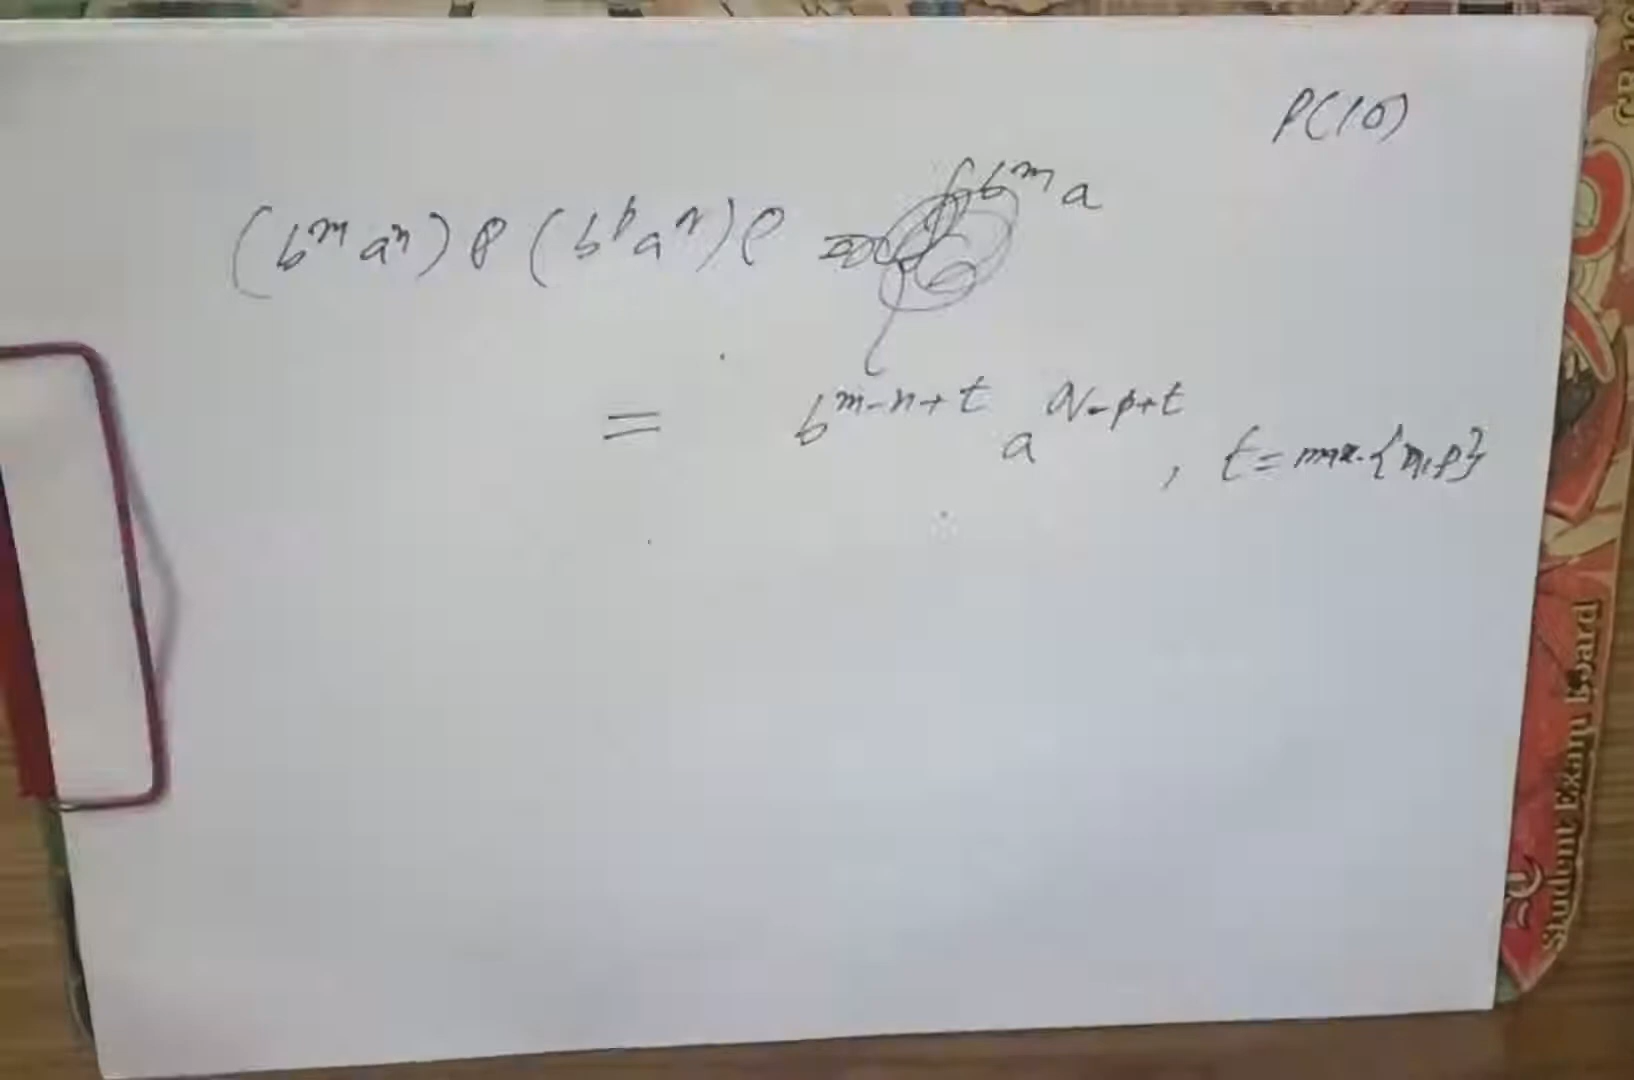 P(10)
(b^m a^n) ρ (b^p a^q) ρ
b^m a
= b^{m-n+t} a^{q-p+t}, t = max.{n, p}
Student Exam Board